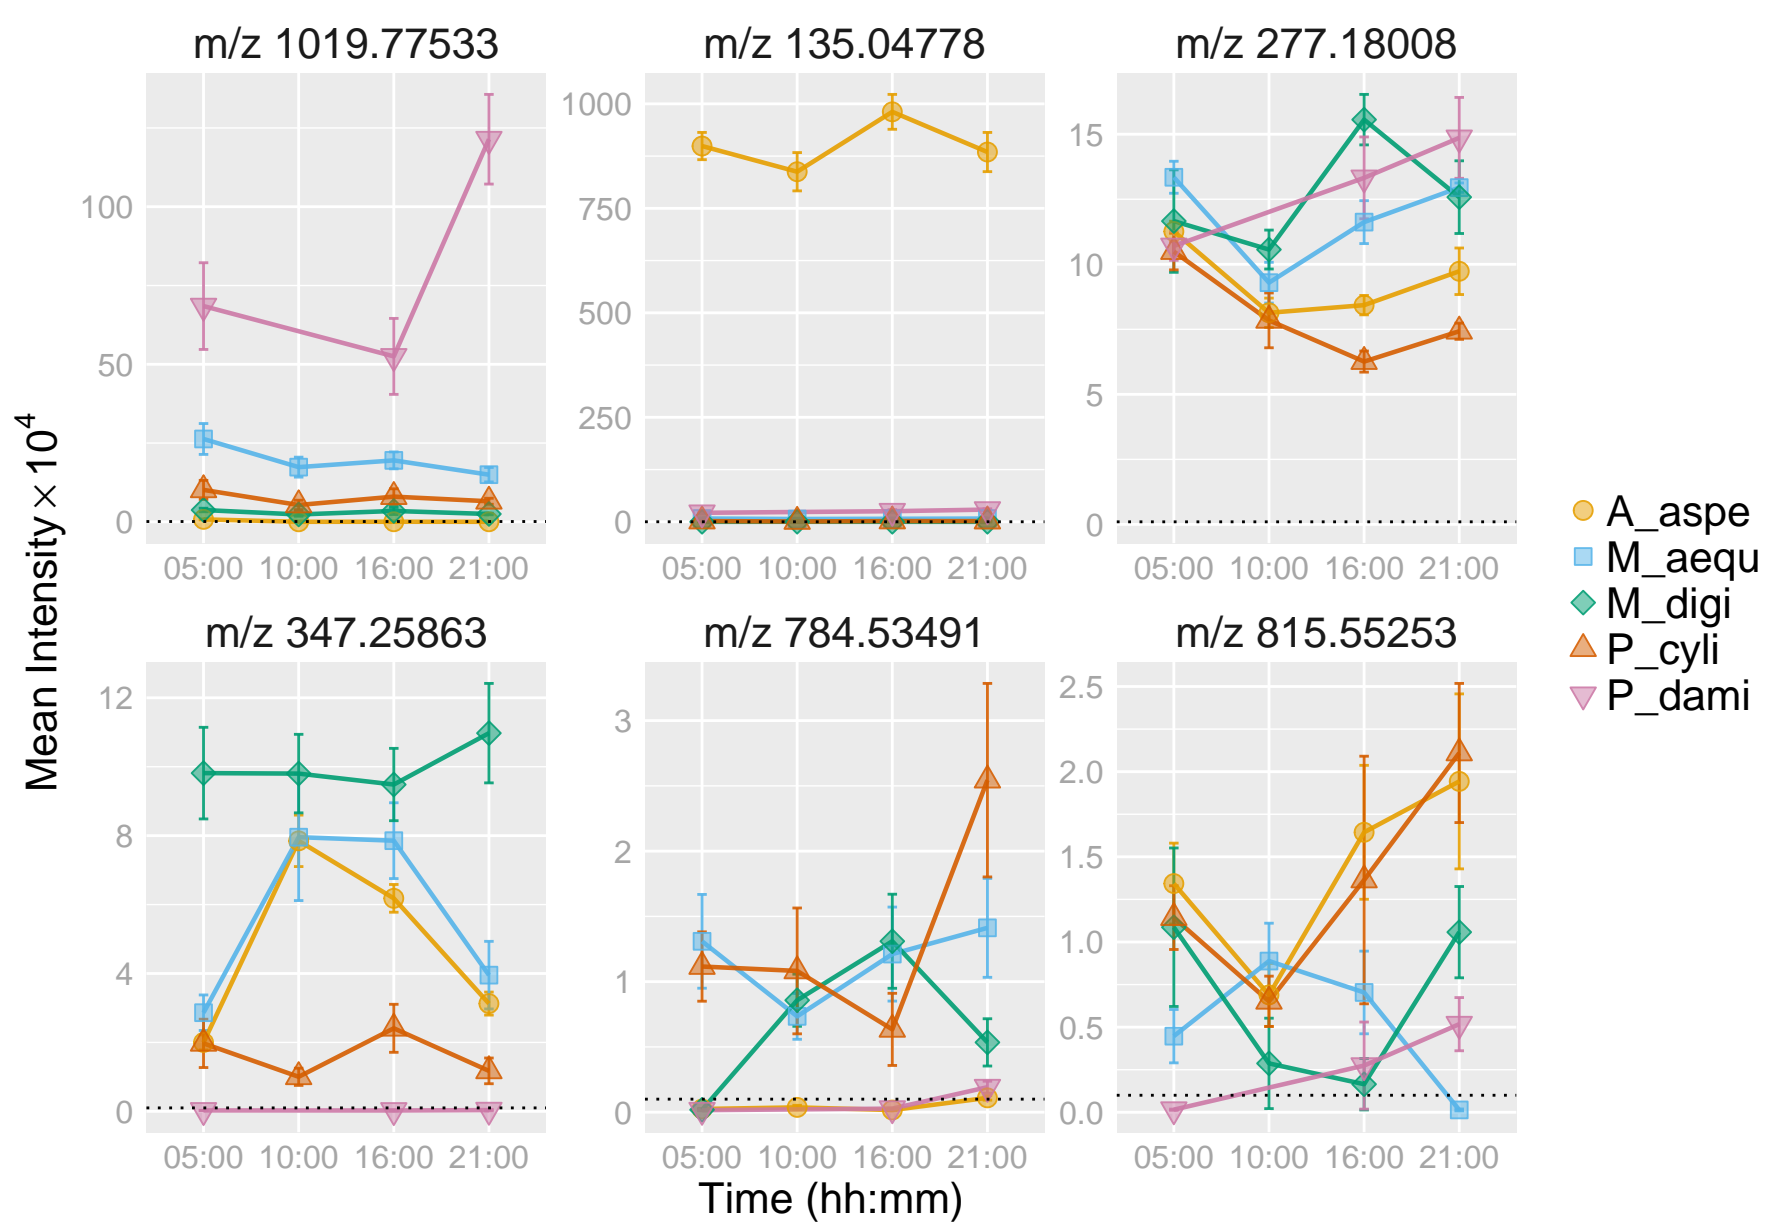 m/z 1019.77533
m/z 135.04778
m/z 277.18008
100
50
0
1000
750
500
250
0
15
10
5
0
05:00 10:00 16:00 21:00
05:00 10:00 16:00 21:00
05:00 10:00 16:00 21:00
Mean Intensity × 10⁴
m/z 347.25863
m/z 784.53491
m/z 815.55253
12
8
4
0
3
2
1
0
2.5
2.0
1.5
1.0
0.5
0.0
05:00 10:00 16:00 21:00
05:00 10:00 16:00 21:00
05:00 10:00 16:00 21:00
Time (hh:mm)
A_aspe
M_aequ
M_digi
P_cyli
P_dami